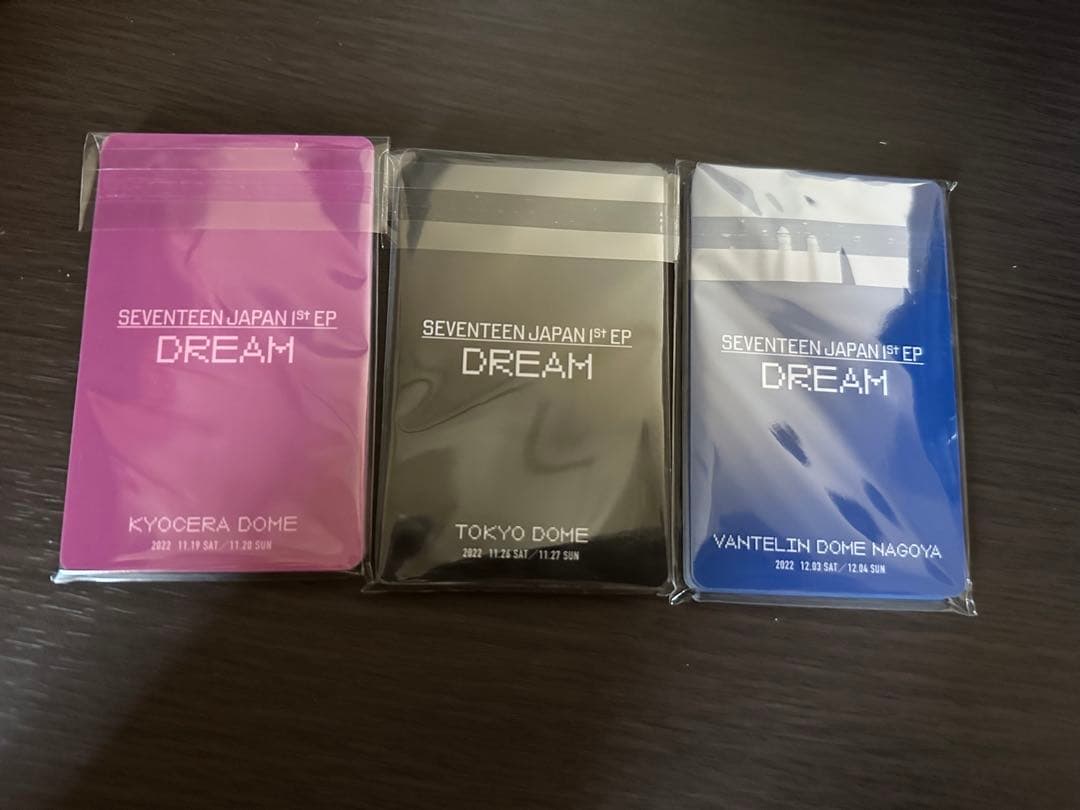 SEVENTEEN JAPAN 1st EP
DREAM
KYOCERA DOME
2022 11.19 SAT / 11.20 SUN
SEVENTEEN JAPAN 1st EP
DREAM
TOKYO DOME
2022 11.26 SAT / 11.27 SUN
SEVENTEEN JAPAN 1st EP
DREAM
VANTELIN DOME NAGOYA
2022 12.03 SAT / 12.04 SUN